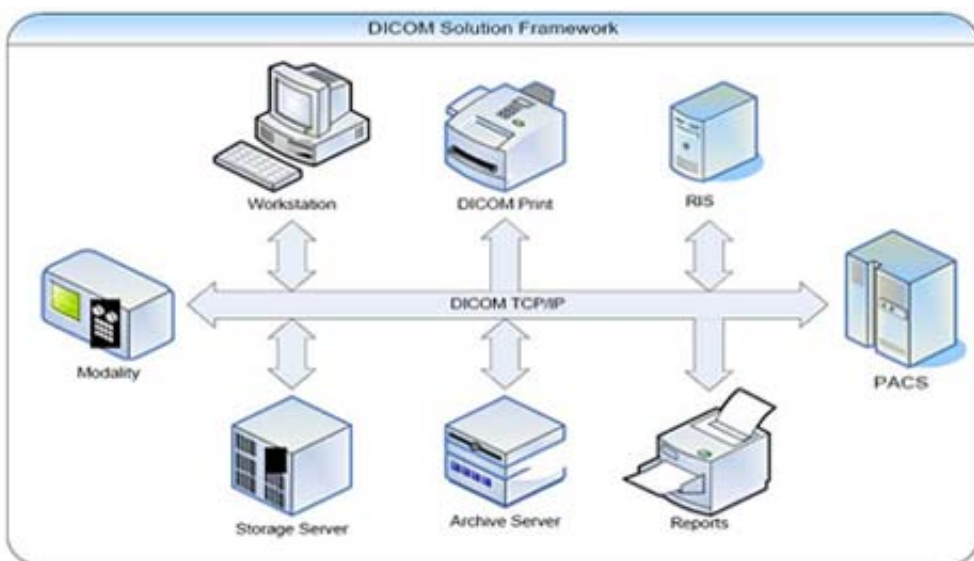 DICOM Solution Framework
Workstation
DICOM Print
RIS
DICOM TCP/IP
Modality
PACS
Storage Server
Archive Server
Reports